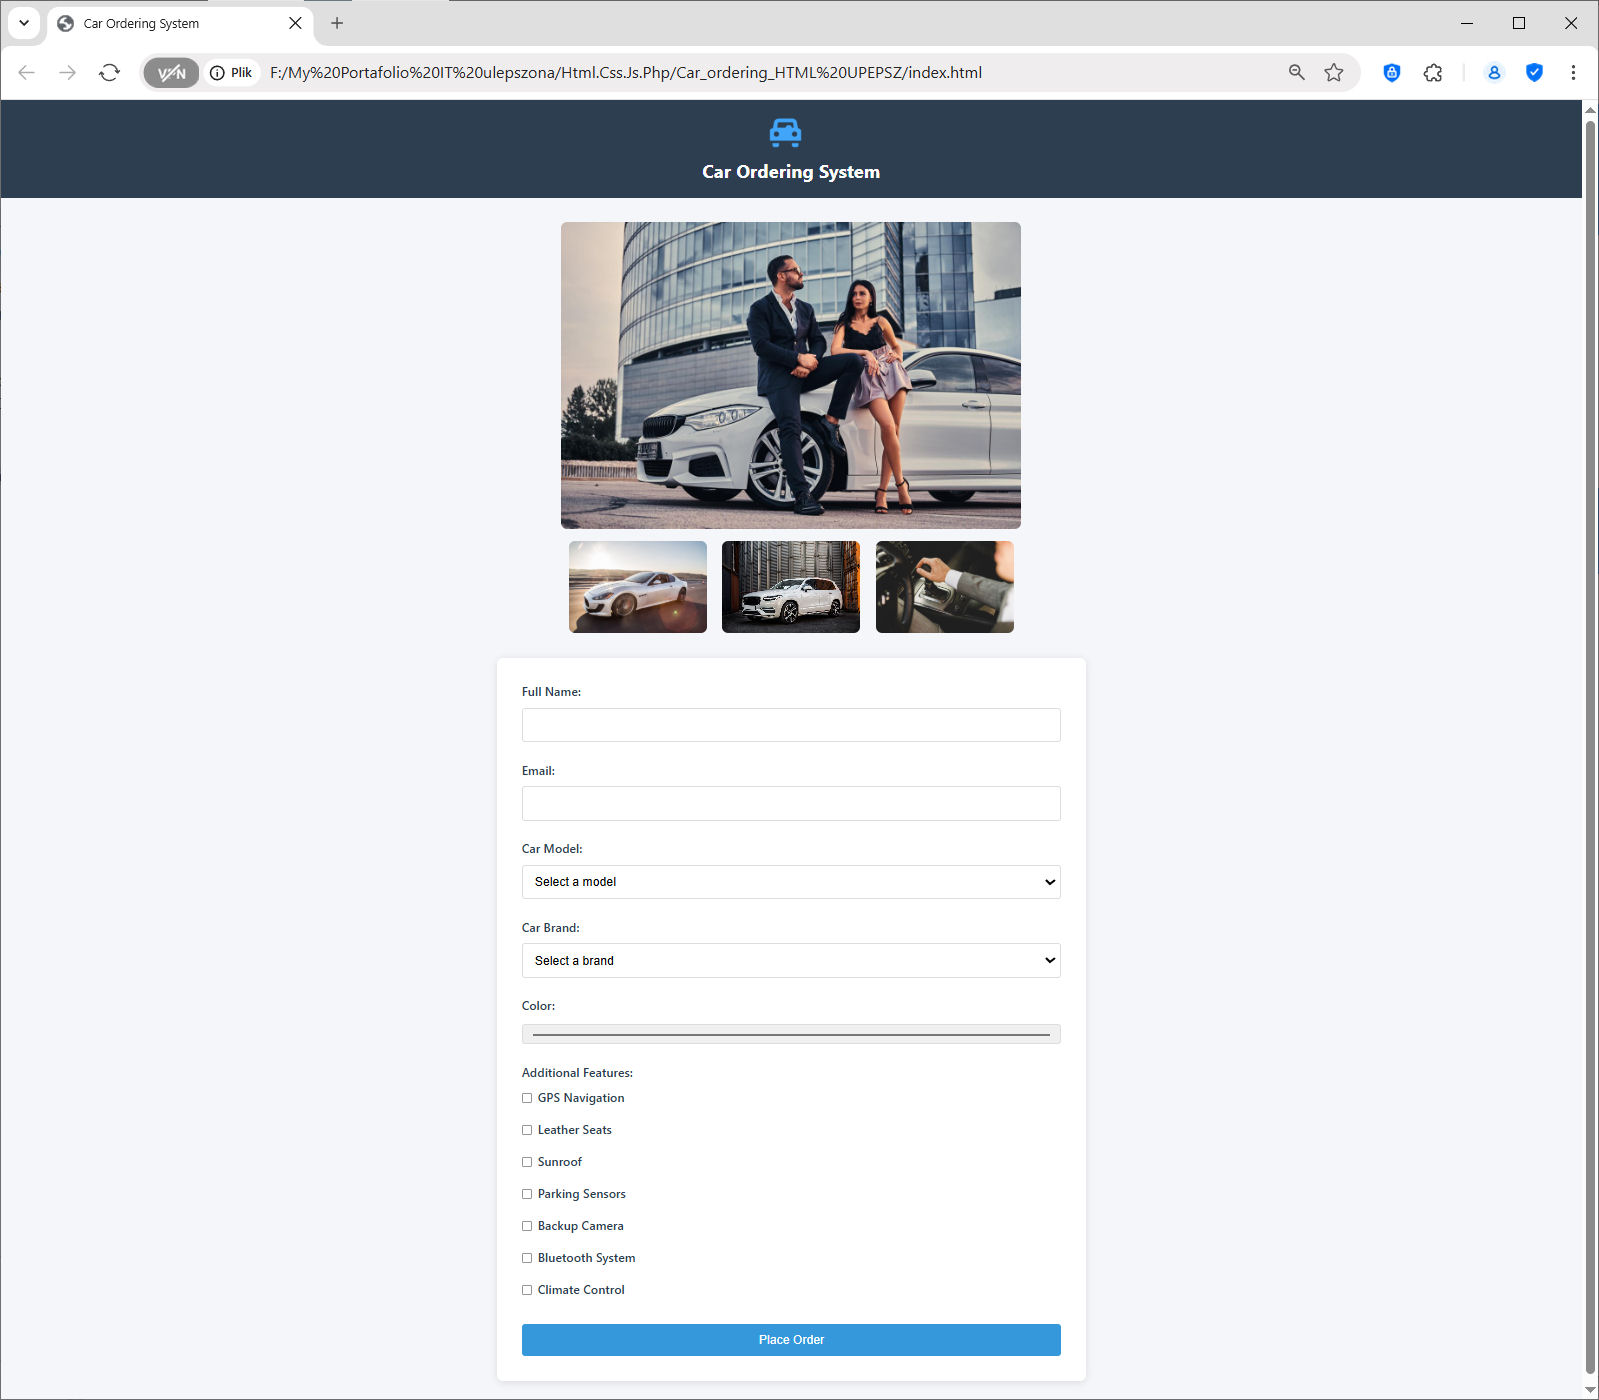 Car Ordering System
VPN
Plik
F:/My%20Portafolio%20IT%20ulepszona/Html.Css.Js.Php/Car_ordering_HTML%20UPEPSZ/index.html
Car Ordering System
Full Name:
Email:
Car Model:
Select a model
Car Brand:
Select a brand
Color:
Additional Features:
GPS Navigation
Leather Seats
Sunroof
Parking Sensors
Backup Camera
Bluetooth System
Climate Control
Place Order